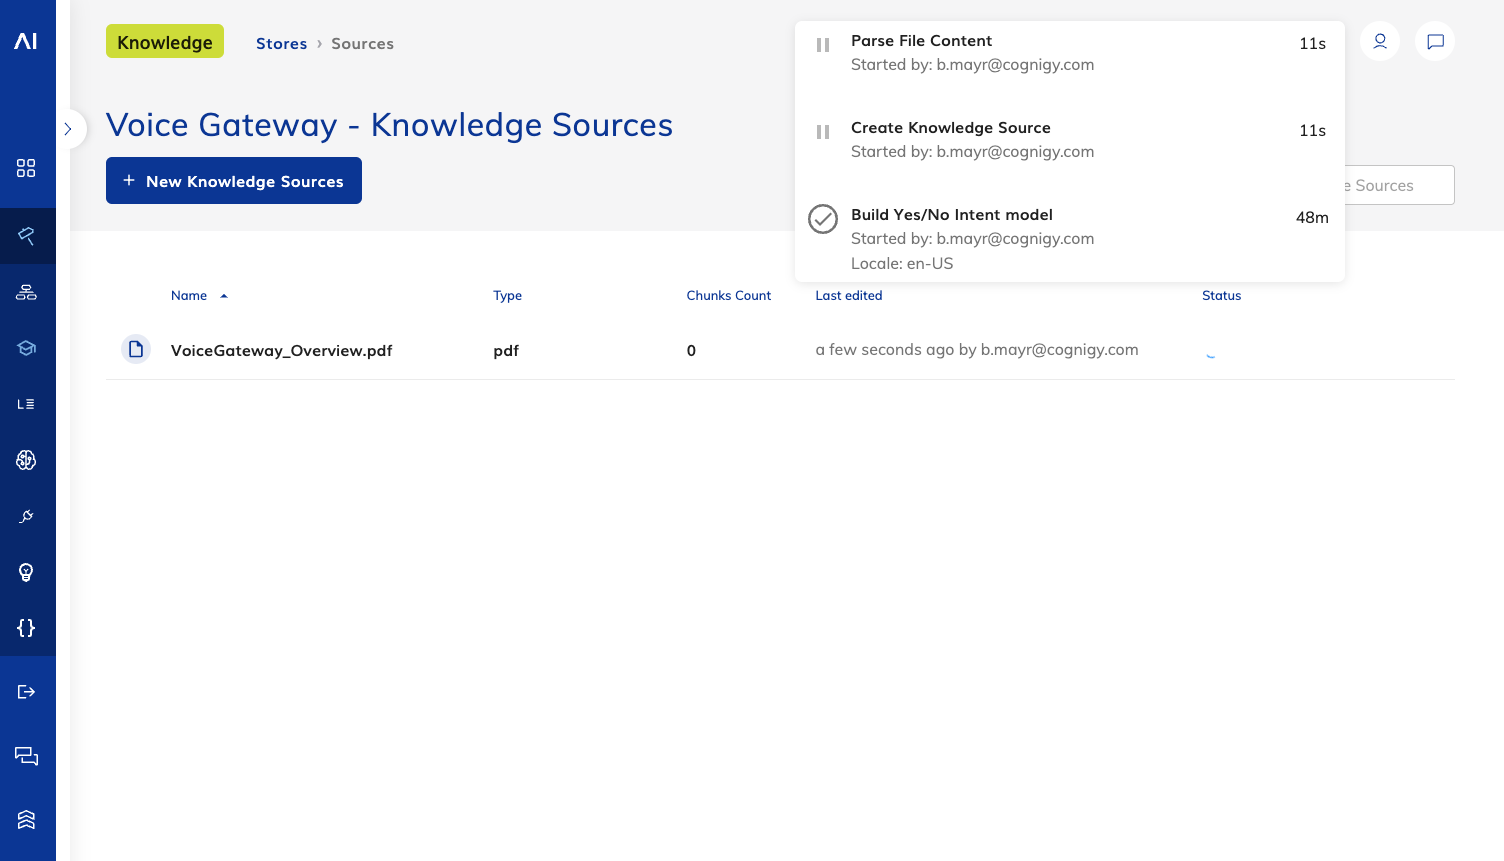 AI
Knowledge
Stores › Sources
Voice Gateway - Knowledge Sources
+ New Knowledge Sources
Parse File Content 11s
Started by: b.mayr@cognigy.com
Create Knowledge Source 11s
Started by: b.mayr@cognigy.com
Build Yes/No Intent model 48m
Started by: b.mayr@cognigy.com
Locale: en-US
e Sources
Name Type Chunks Count Last edited Status
VoiceGateway_Overview.pdf pdf 0 a few seconds ago by b.mayr@cognigy.com